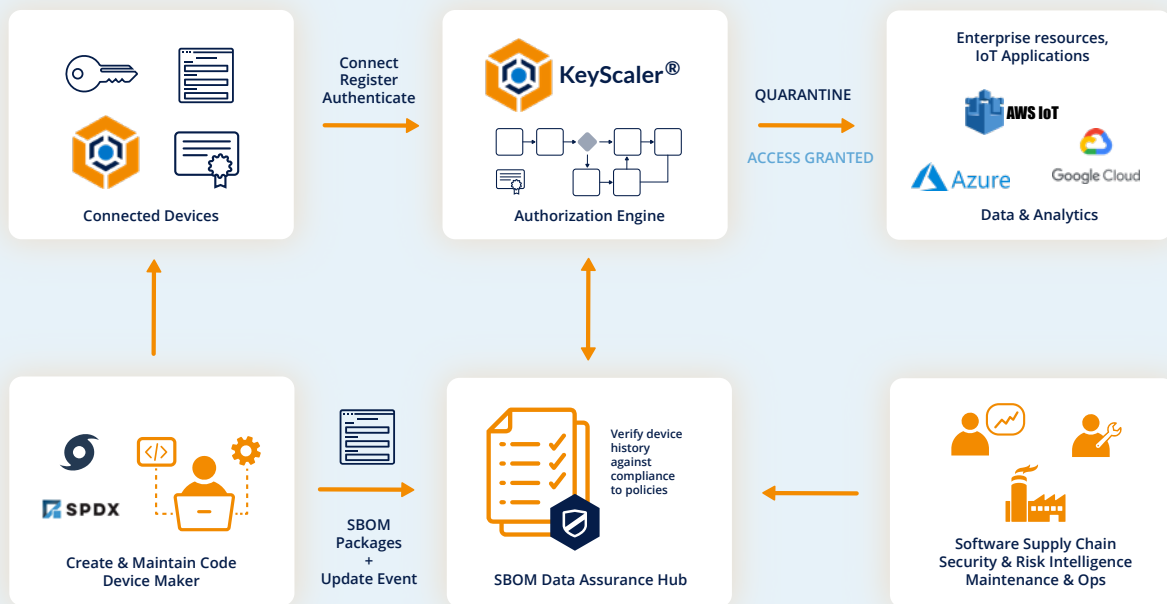 Connected Devices
Connect
Register
Authenticate
KeyScaler®
Authorization Engine
QUARANTINE
ACCESS GRANTED
Enterprise resources,
IoT Applications
AWS IoT
Azure
Google Cloud
Data & Analytics
</>
SPDX
Create & Maintain Code
Device Maker
SBOM
Packages
+
Update Event
Verify device
history
against
compliance
to policies
SBOM Data Assurance Hub
Software Supply Chain
Security & Risk Intelligence
Maintenance & Ops